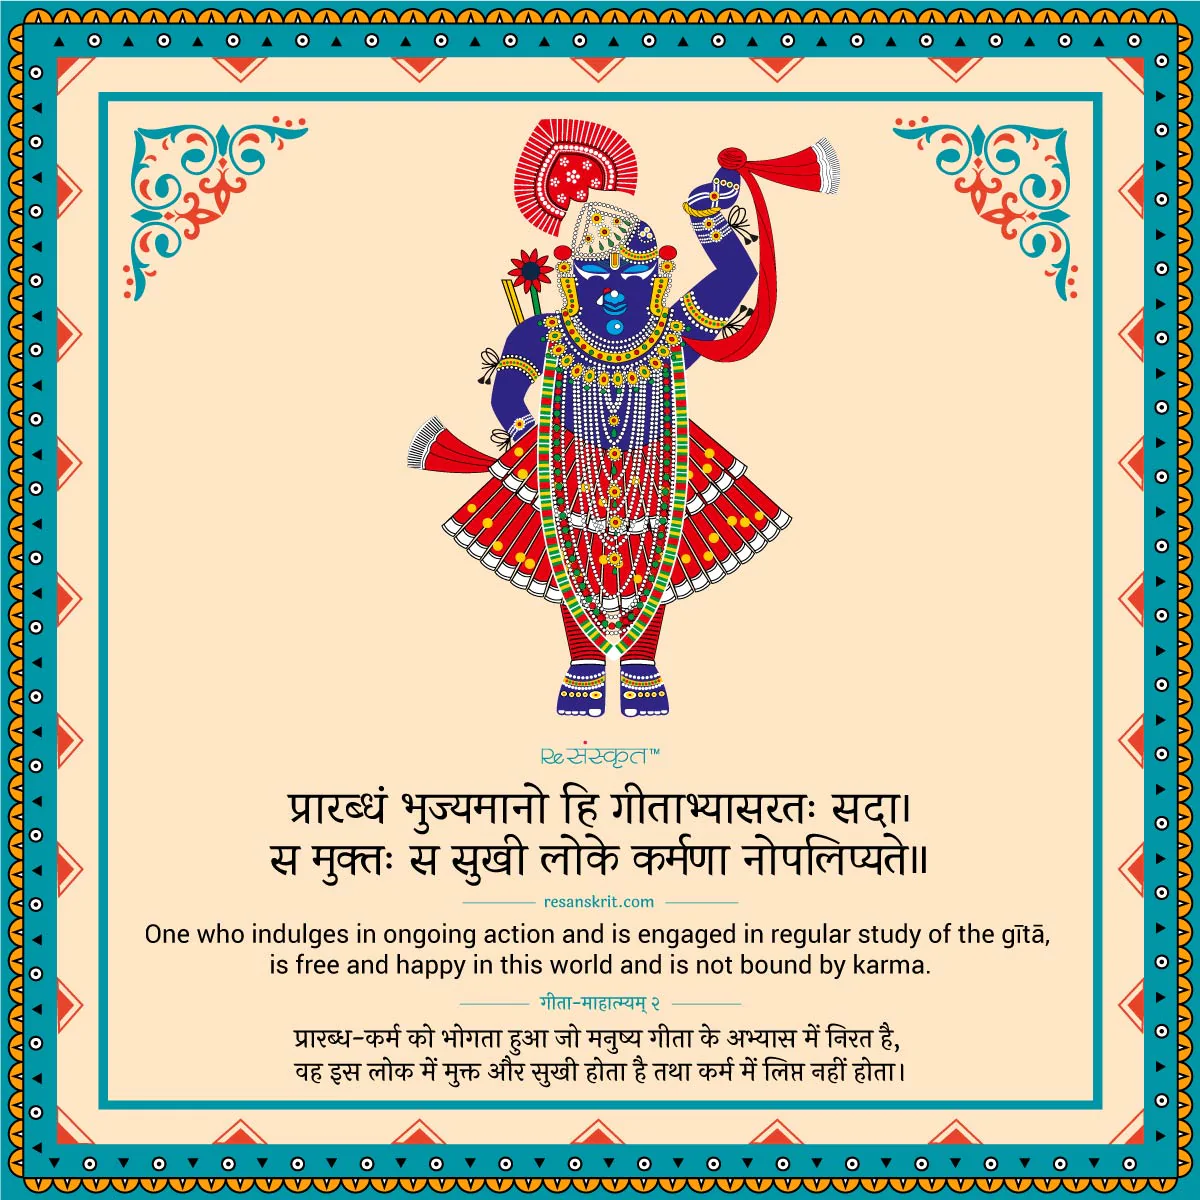 Re संस्कृत™
प्रारब्धं भुज्यमानो हि गीताभ्यासरतः सदा।
स मुक्तः स सुखी लोके कर्मणा नोपलिप्यते॥
resanskrit.com
One who indulges in ongoing action and is engaged in regular study of the gītā,
is free and happy in this world and is not bound by karma.
गीता-माहात्म्यम् २
प्रारब्ध-कर्म को भोगता हुआ जो मनुष्य गीता के अभ्यास में निरत है,
वह इस लोक में मुक्त और सुखी होता है तथा कर्म में लिप्त नहीं होता।